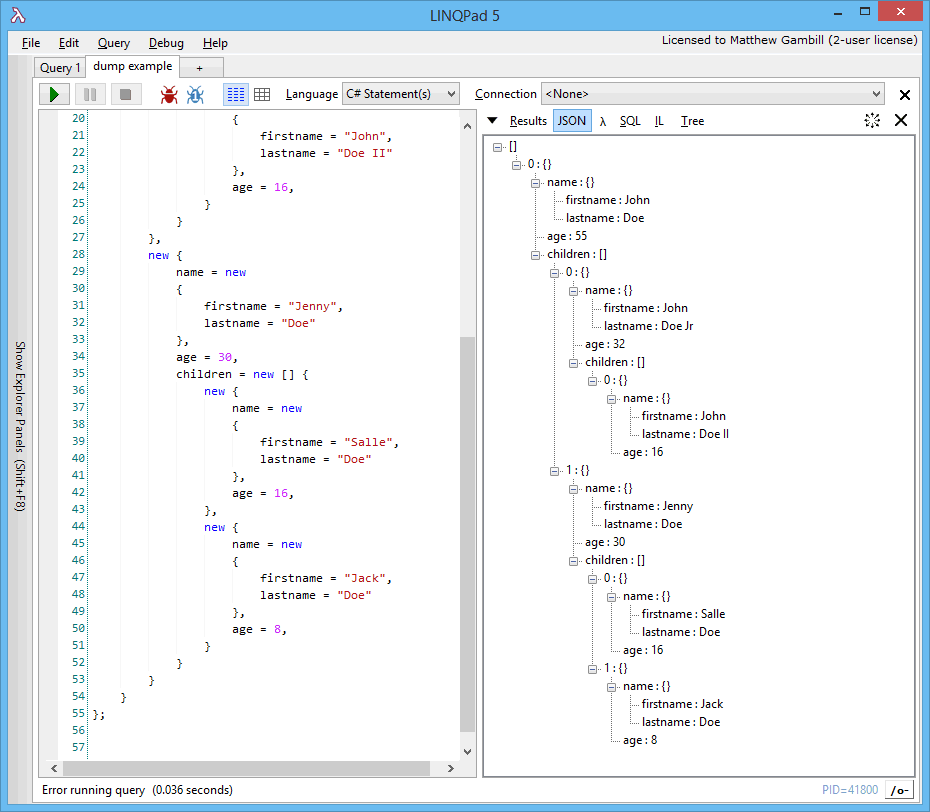 LINQPad 5
File Edit Query Debug Help
Licensed to Matthew Gambill (2-user license)
Query 1 dump example +
Language C# Statement(s) Connection <None>
Results JSON λ SQL IL Tree
Show Explorer Panels (Shift+F8)
20 {
21 firstname = "John",
22 lastname = "Doe II"
23 },
24 age = 16,
25 }
26 }
27 },
28 new {
29 name = new
30 {
31 firstname = "Jenny",
32 lastname = "Doe"
33 },
34 age = 30,
35 children = new [] {
36 new {
37 name = new
38 {
39 firstname = "Salle",
40 lastname = "Doe"
41 },
42 age = 16,
43 },
44 new {
45 name = new
46 {
47 firstname = "Jack",
48 lastname = "Doe"
49 },
50 age = 8,
51 }
52 }
53 }
54 }
55 };
56
57
[]
0 : {}
name : {}
firstname : John
lastname : Doe
age : 55
children : []
0 : {}
name : {}
firstname : John
lastname : Doe Jr
age : 32
children : []
0 : {}
name : {}
firstname : John
lastname : Doe II
age : 16
1 : {}
name : {}
firstname : Jenny
lastname : Doe
age : 30
children : []
0 : {}
name : {}
firstname : Salle
lastname : Doe
age : 16
1 : {}
name : {}
firstname : Jack
lastname : Doe
age : 8
Error running query (0.036 seconds)
PID=41800 /o-